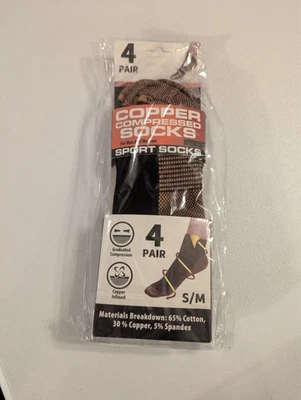 4
PAIR
COPPER
COMPRESSED
SOCKS
SPORT SOCKS
4
PAIR
Graduated
Compression
Copper
Infused
S/M
Materials Breakdown: 65% Cotton,
30% Copper, 5% Spandex